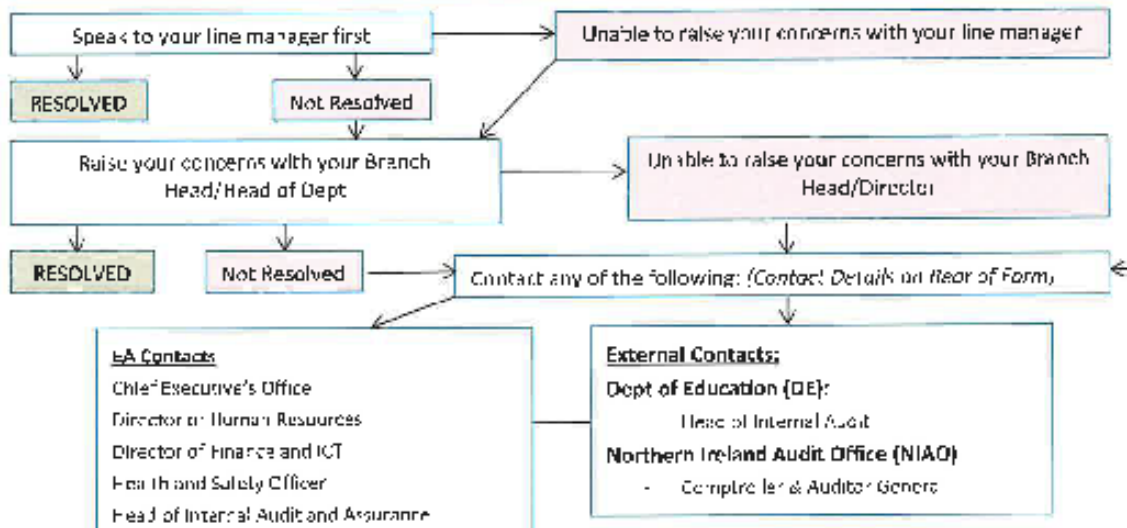 Speak to your line manager first
Unable to raise your concerns with your line manager
RESOLVED
Not Resolved
Raise your concerns with your Branch
Head/Head of Dept
Unable to raise your concerns with your Branch
Head/Director
RESOLVED
Not Resolved
Contact any of the following: (Contact Details on Rear of Form)
EA Contacts
Chief Executive's Office
Director of Human Resources
Director of Finance and ICT
Health and Safety Officer
Head of Internal Audit and Assurance
External Contacts:
Dept of Education (DE):
Head of Internal Audit
Northern Ireland Audit Office (NIAO)
- Comptroller & Auditor General